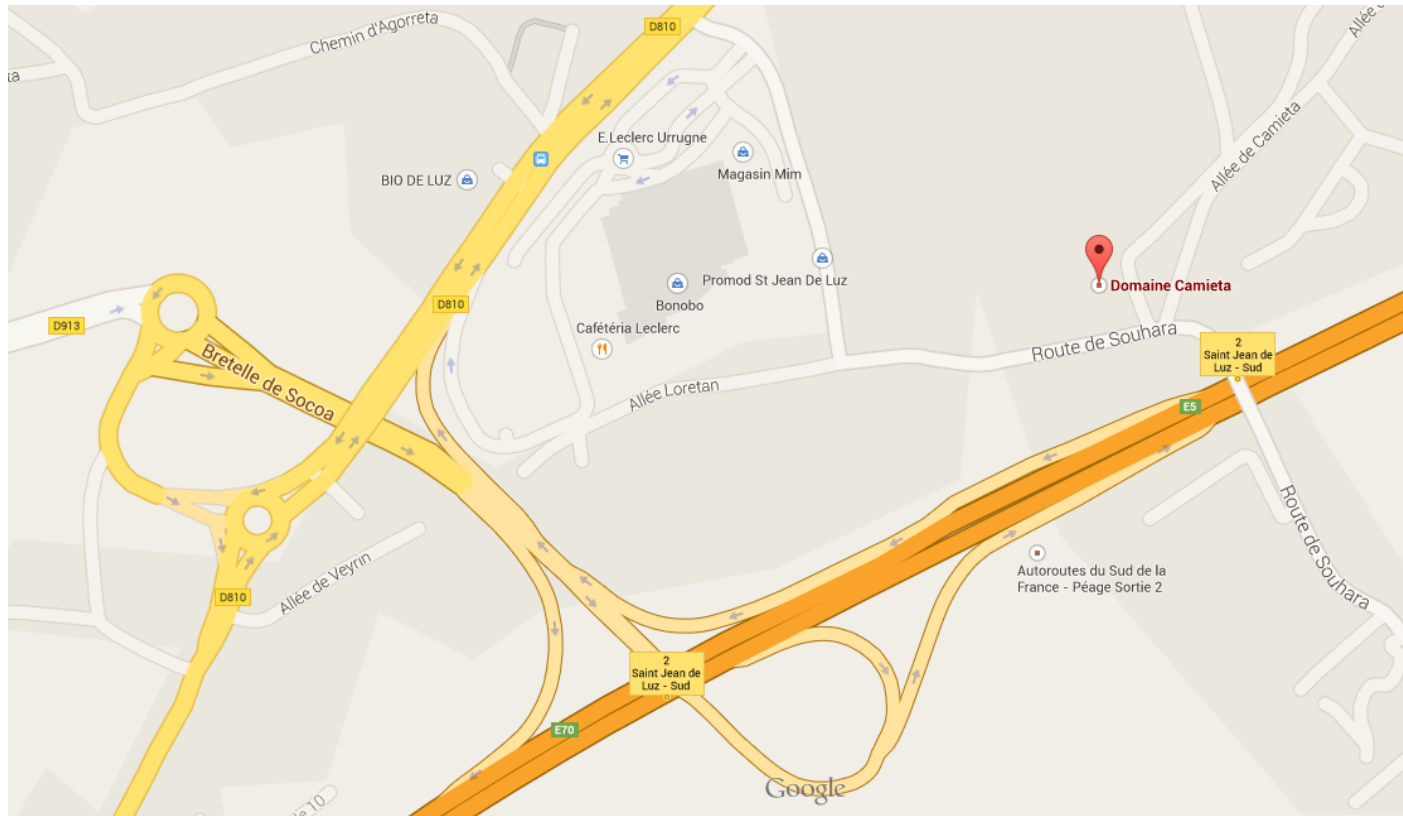 D810
Chemin d'Agorreta
ta
E.Leclerc Urrugne
Magasin Mim
BIO DE LUZ
Allée de Camieta
Promod St Jean De Luz
Bonobo
Domaine Camieta
D810
D913
Cafétéria Leclerc
Route de Souhara
2
Saint Jean de
Luz - Sud
Bretelle de Socoa
Allée Loretan
E5
Route de Souhara
Allée de Veyrin
Autoroutes du Sud de la
France - Péage Sortie 2
D810
2
Saint Jean de
Luz - Sud
E70
Google
10